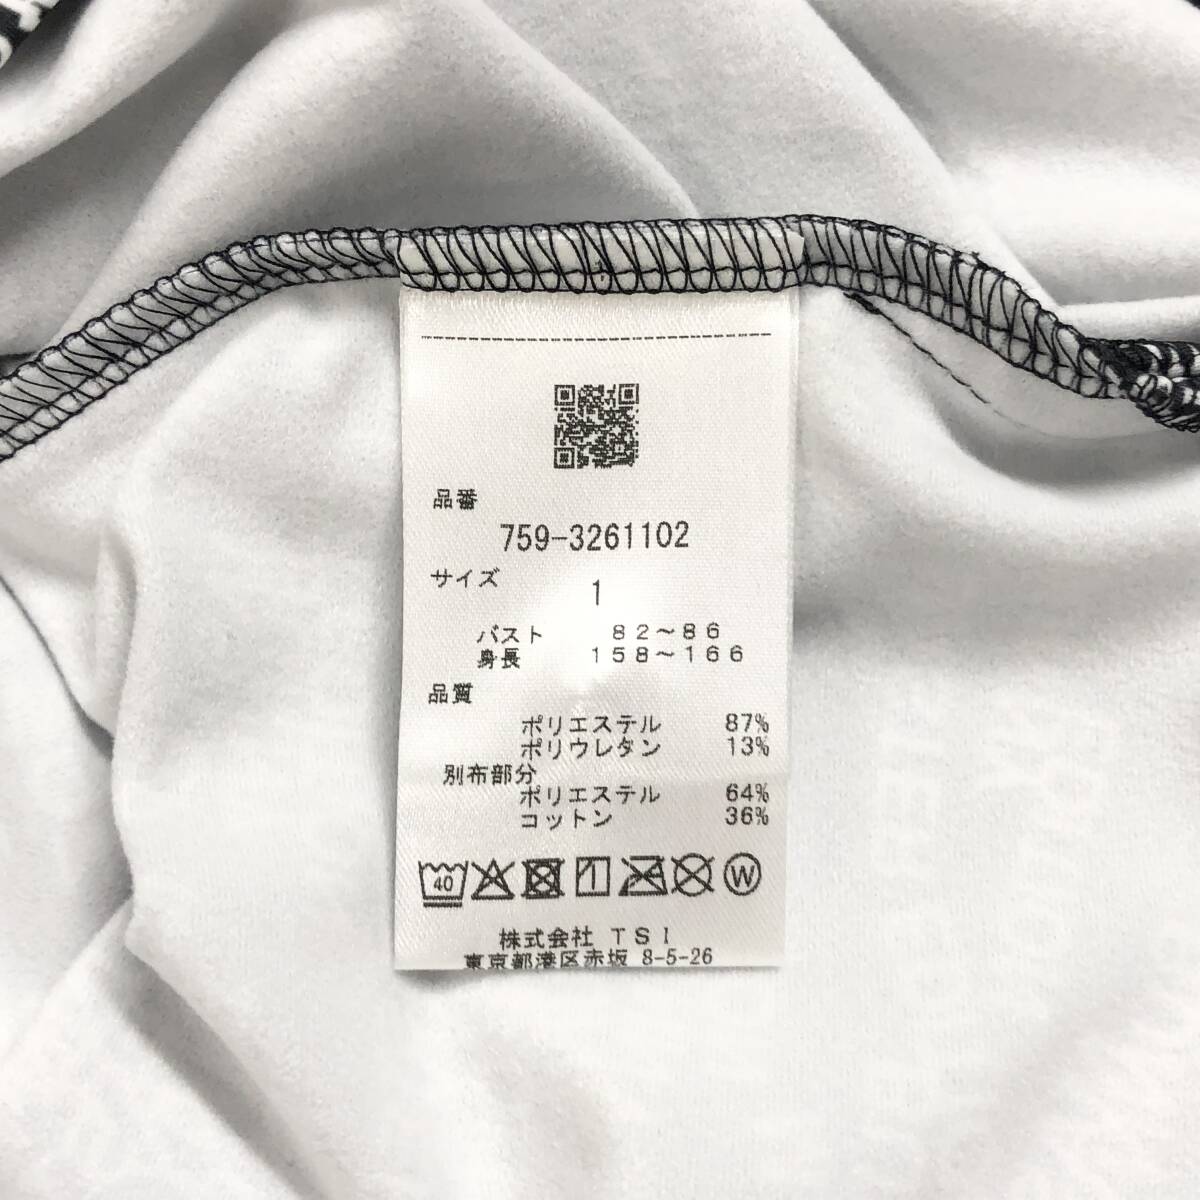 品番
759-3261102
サイズ
1
バスト 82〜86
身長 158〜166
品質
ポリエステル 87%
ポリウレタン 13%
別布部分
ポリエステル 64%
コットン 36%
40 W
株式会社 TSI
東京都港区赤坂 8-5-26